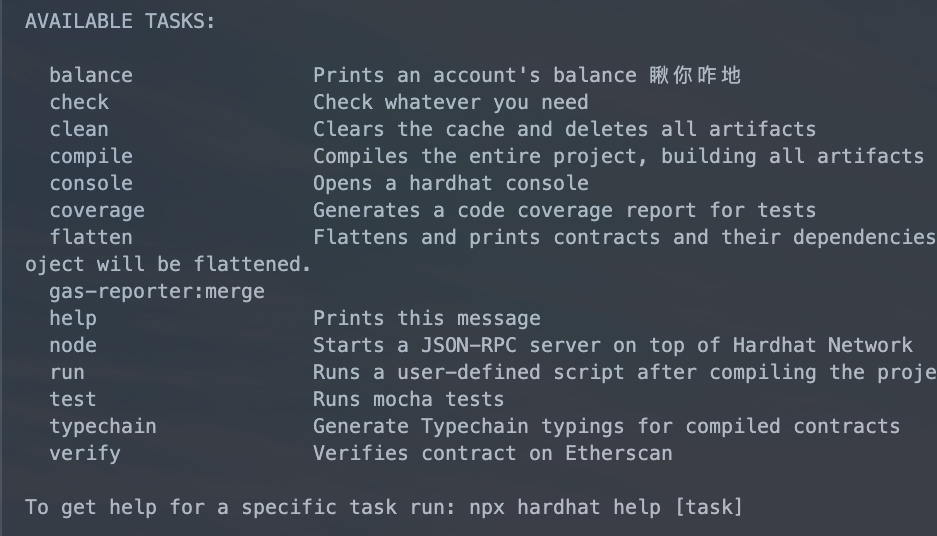 AVAILABLE TASKS:
balance Prints an account's balance 瞅你咋地
check Check whatever you need
clean Clears the cache and deletes all artifacts
compile Compiles the entire project, building all artifacts
console Opens a hardhat console
coverage Generates a code coverage report for tests
flatten Flattens and prints contracts and their dependencies
oject will be flattened.
gas-reporter:merge
help Prints this message
node Starts a JSON-RPC server on top of Hardhat Network
run Runs a user-defined script after compiling the proje
test Runs mocha tests
typechain Generate Typechain typings for compiled contracts
verify Verifies contract on Etherscan
To get help for a specific task run: npx hardhat help [task]